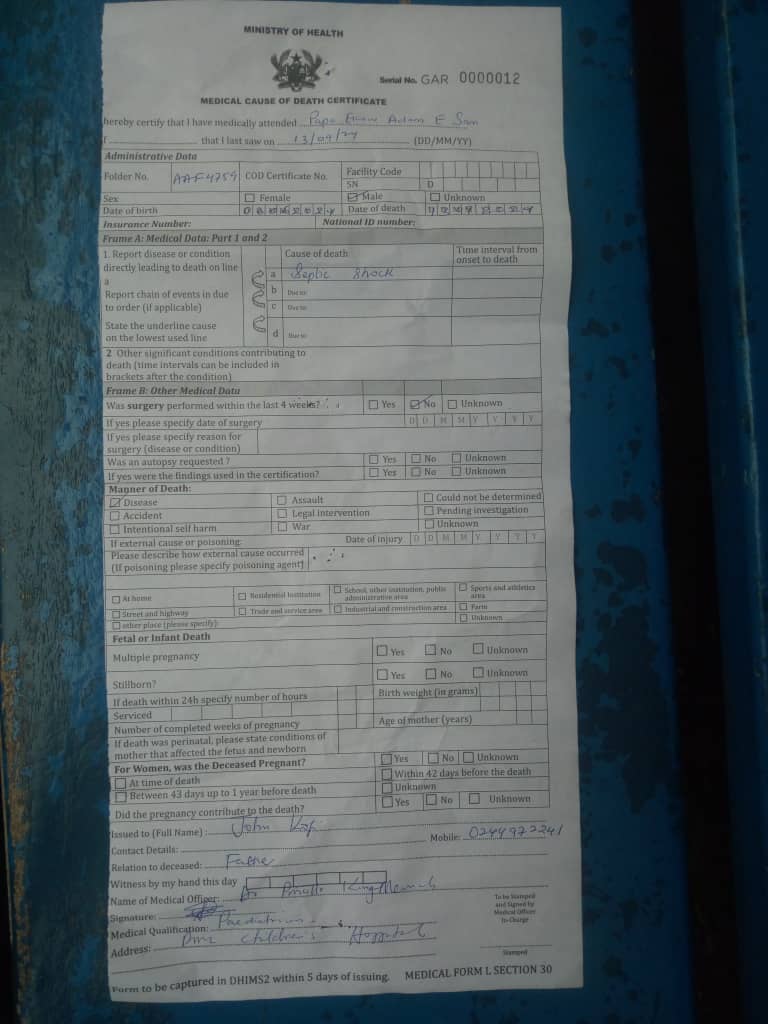 MINISTRY OF HEALTH
Serial No. GAR 0000012
MEDICAL CAUSE OF DEATH CERTIFICATE
hereby certify that I have medically attended Papa Adam E San
that I last saw on 13/09/24 (DD/MM/YY)
Administrative Data
Folder No. AAF4759 COD Certificate No. Facility Code
SN D
Sex Female Male Unknown
Date of birth Date of death
Insurance Number: National ID number:
Frame A: Medical Data: Part 1 and 2
1. Report disease or condition directly leading to death on line a
Cause of death
Time interval from onset to death
a Septic Shock
Report chain of events in due to order (if applicable)
b Due to:
c Due to:
State the underline cause on the lowest used line
d Due to:
2 Other significant conditions contributing to
death (time intervals can be included in
brackets after the condition)
Frame B: Other Medical Data
Was surgery performed within the last 4 weeks? Yes No Unknown
If yes please specify date of surgery D D M M Y Y Y Y
If yes please specify reason for
surgery (disease or condition)
Was an autopsy requested ? Yes No Unknown
If yes were the findings used in the certification? Yes No Unknown
Manner of Death:
Disease Assault Could not be determined
Accident Legal intervention Pending investigation
Intentional self harm War Unknown
If external cause or poisoning: Date of injury D D M M Y Y Y Y
Please describe how external cause occurred
(If poisoning please specify poisoning agent)
At home Residential Institution School, other institution, public administrative area Sports and athletics area
Street and highway Trade and service area Industrial and construction area Farm
other place (please specify): Unknown
Fetal or Infant Death
Multiple pregnancy Yes No Unknown
Stillborn? Yes No Unknown
If death within 24h specify number of hours Birth weight (in grams)
Serviced
Number of completed weeks of pregnancy Age of mother (years)
If death was perinatal, please state conditions of
mother that affected the fetus and newborn
For Women, was the Deceased Pregnant? Yes No Unknown
At time of death Within 42 days before the death
Between 43 days up to 1 year before death Unknown
Did the pregnancy contribute to the death? Yes No Unknown
Issued to (Full Name) : John
Contact Details: Mobile: 0244972241
Relation to deceased: Father
Witness by my hand this day
Name of Medical Officer: Dr
Signature:
Medical Qualification: Paediatrician
Address: Children's Hospital
To be Stamped
and Signed by
Medical Officer
In-Charge
Stamped
Form to be captured in DHIMS2 within 5 days of issuing. MEDICAL FORM L SECTION 30